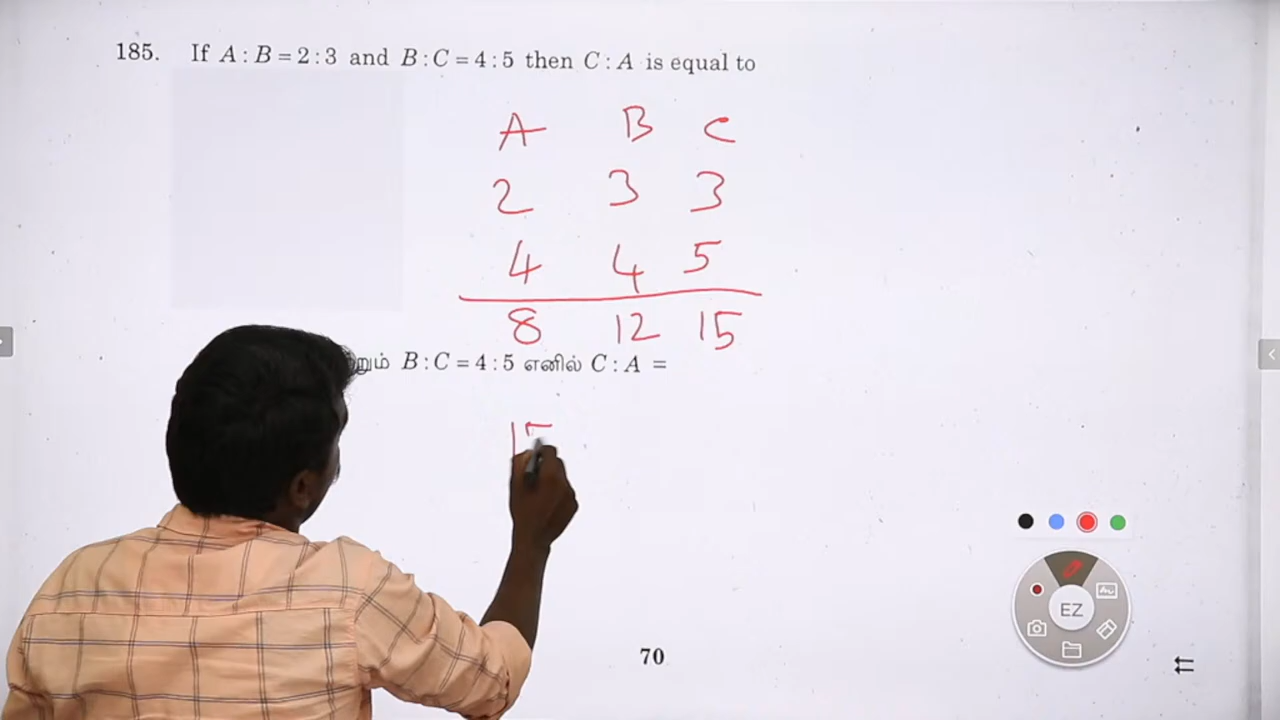 185. If A : B = 2 : 3 and B : C = 4 : 5 then C : A is equal to
A B C
2 3 3
4 4 5
8 12 15
B : C = 4 : 5 எனில் C : A =
15
EZ
70